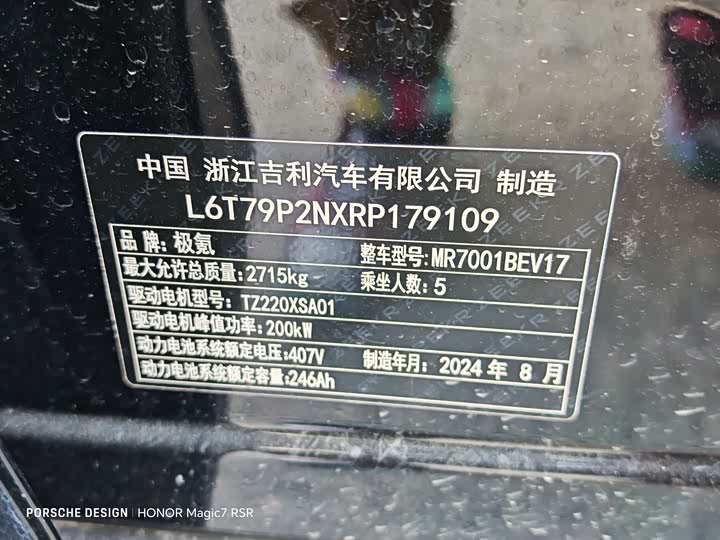 中国 浙江吉利汽车有限公司 制造
L6T79P2NXRP179109
品 牌: 极氪 整车型号: MR7001BEV17
最大允许总质量: 2715kg 乘坐人数: 5
驱动电机型号: TZ220XSA01
驱动电机峰值功率: 200kW
动力电池系统额定电压: 407V 制造年月: 2024 年 8 月
动力电池系统额定容量: 246Ah
PORSCHE DESIGN | HONOR Magic7 RSR